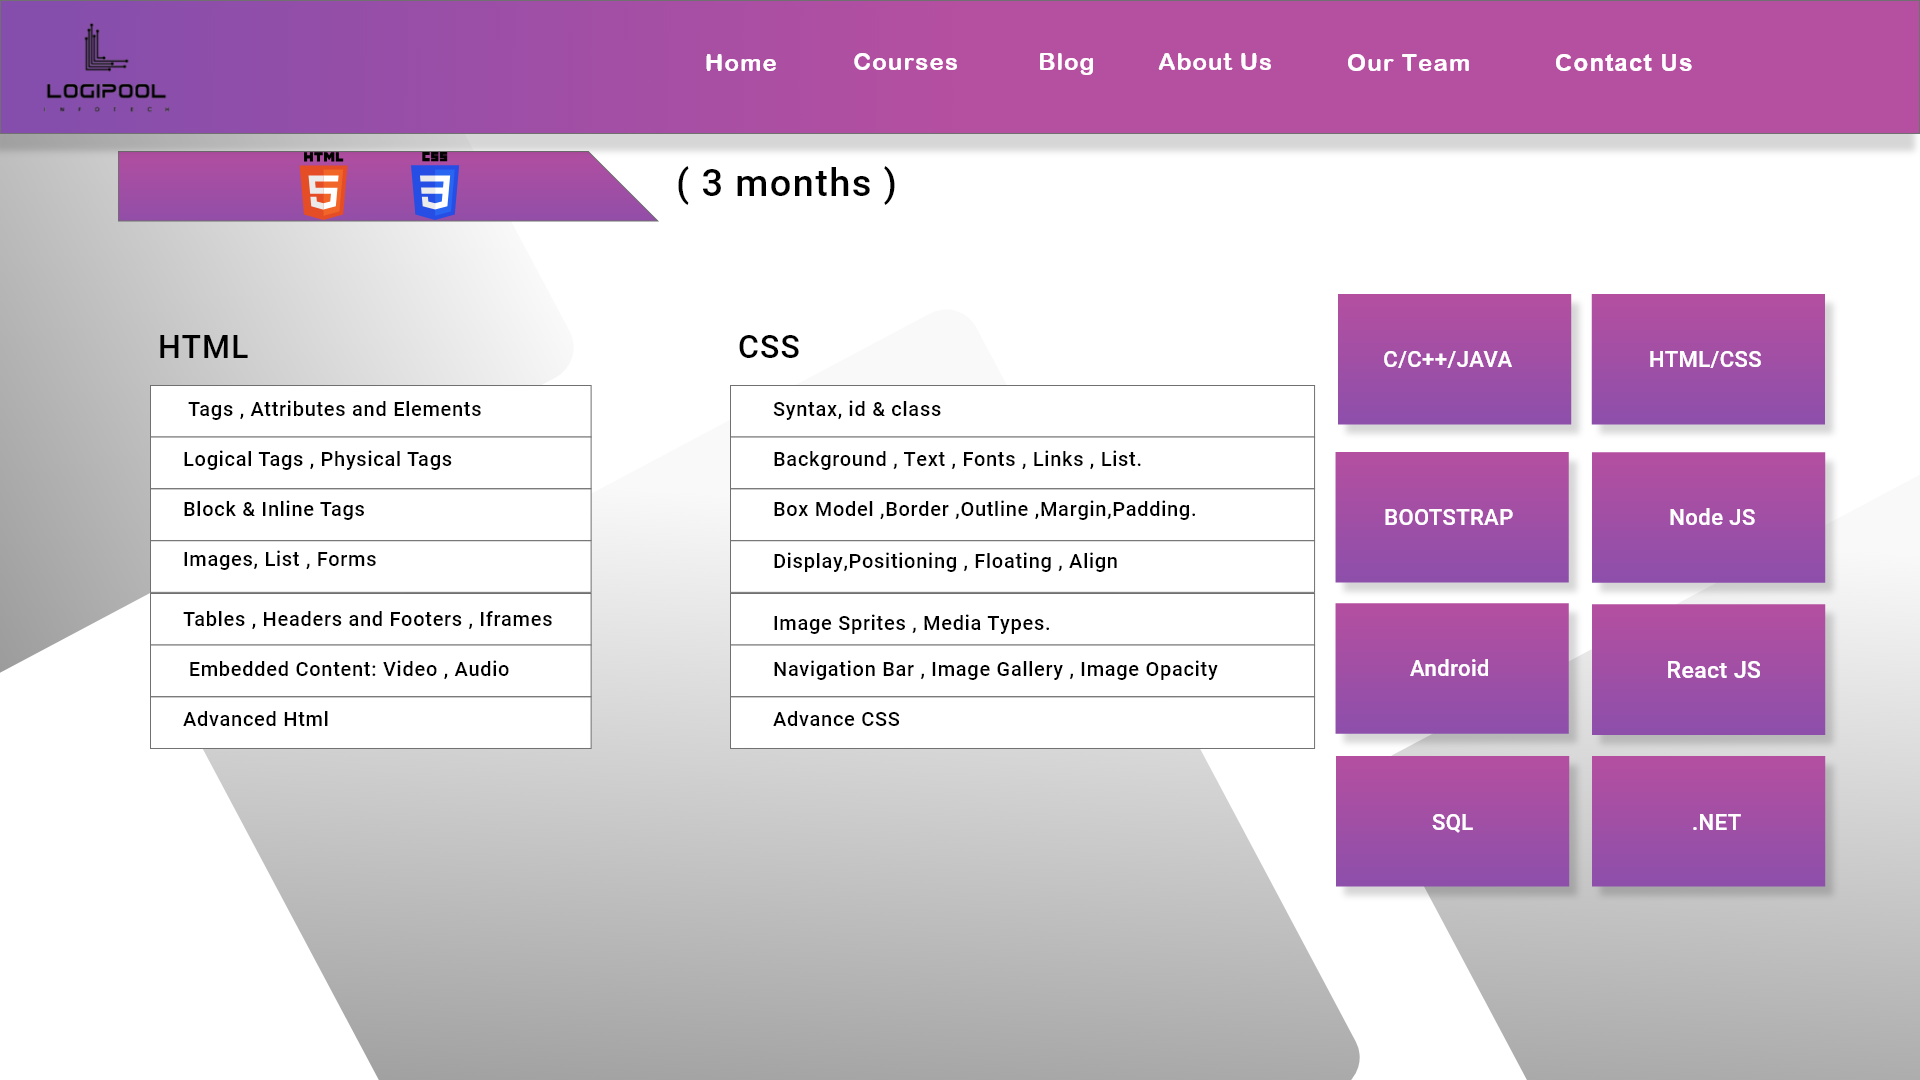 LOGIPOOL
INFOTECH
Home
Courses
Blog
About Us
Our Team
Contact Us
HTML
CSS
( 3 months )
HTML
Tags , Attributes and Elements
Logical Tags , Physical Tags
Block & Inline Tags
Images, List , Forms
Tables , Headers and Footers , Iframes
Embedded Content: Video , Audio
Advanced Html
CSS
Syntax, id & class
Background , Text , Fonts , Links , List.
Box Model ,Border ,Outline ,Margin,Padding.
Display,Positioning , Floating , Align
Image Sprites , Media Types.
Navigation Bar , Image Gallery , Image Opacity
Advance CSS
C/C++/JAVA
HTML/CSS
BOOTSTRAP
Node JS
Android
React JS
SQL
.NET